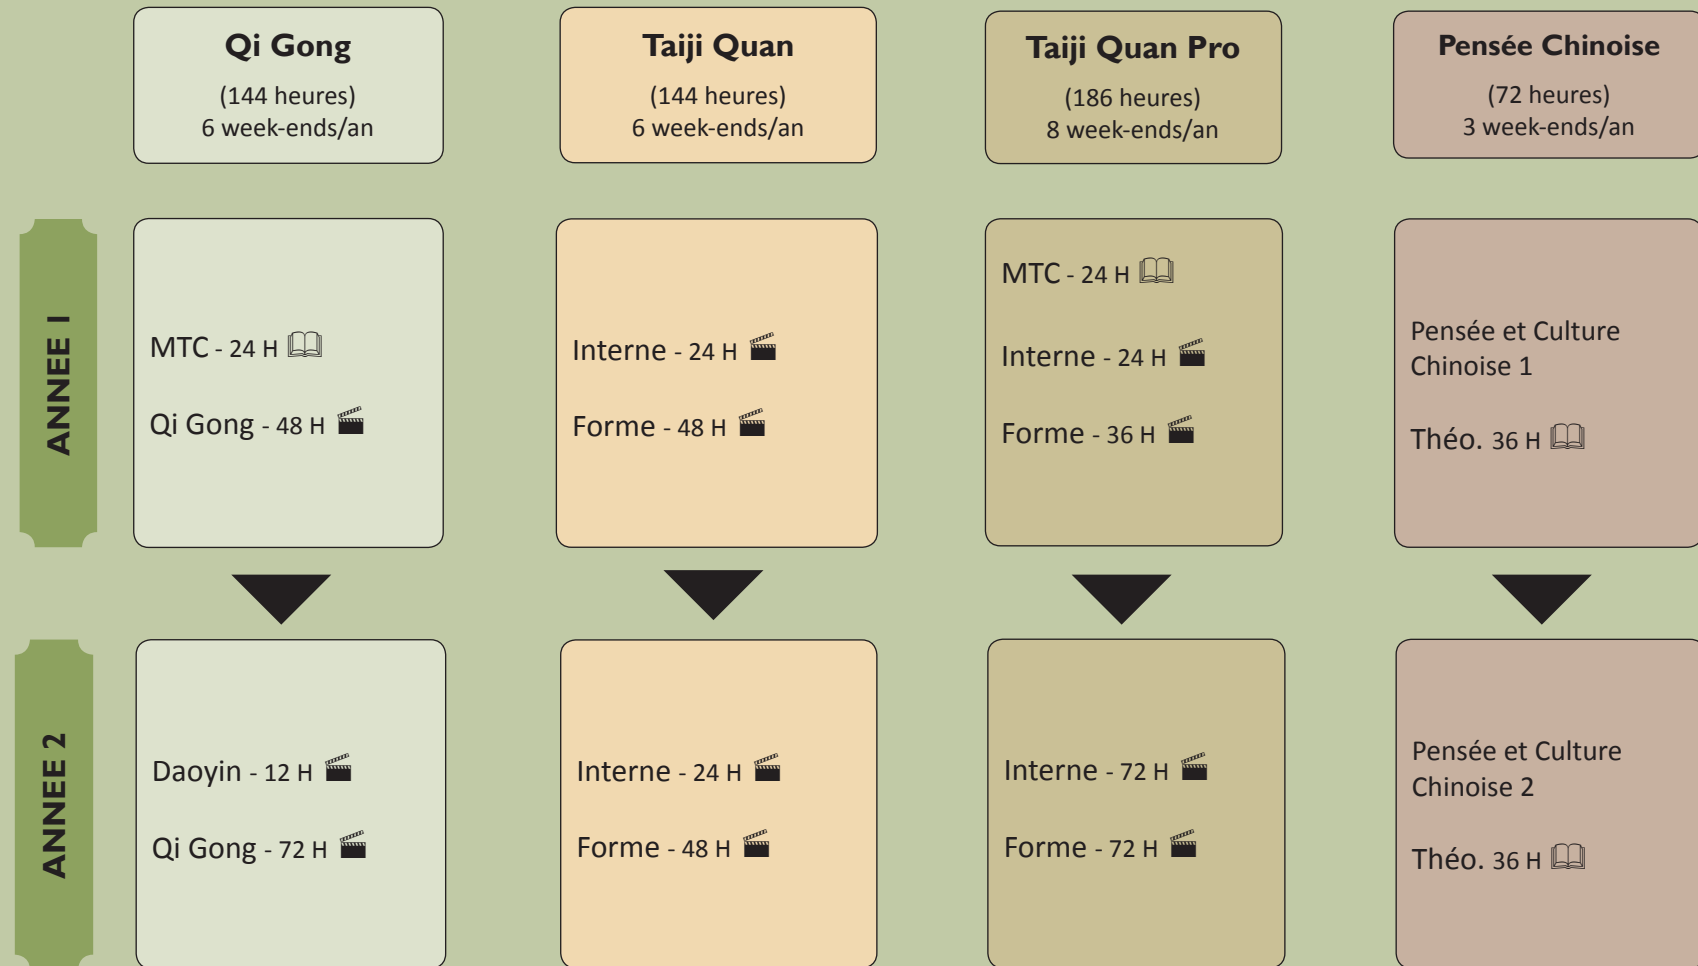 Qi Gong
(144 heures)
6 week-ends/an
Taiji Quan
(144 heures)
6 week-ends/an
Taiji Quan Pro
(186 heures)
8 week-ends/an
Pensée Chinoise
(72 heures)
3 week-ends/an
ANNEE I
MTC - 24 H
Qi Gong - 48 H
Interne - 24 H
Forme - 48 H
MTC - 24 H
Interne - 24 H
Forme - 36 H
Pensée et Culture
Chinoise 1
Théo. 36 H
ANNEE 2
Daoyin - 12 H
Qi Gong - 72 H
Interne - 24 H
Forme - 48 H
Interne - 72 H
Forme - 72 H
Pensée et Culture
Chinoise 2
Théo. 36 H